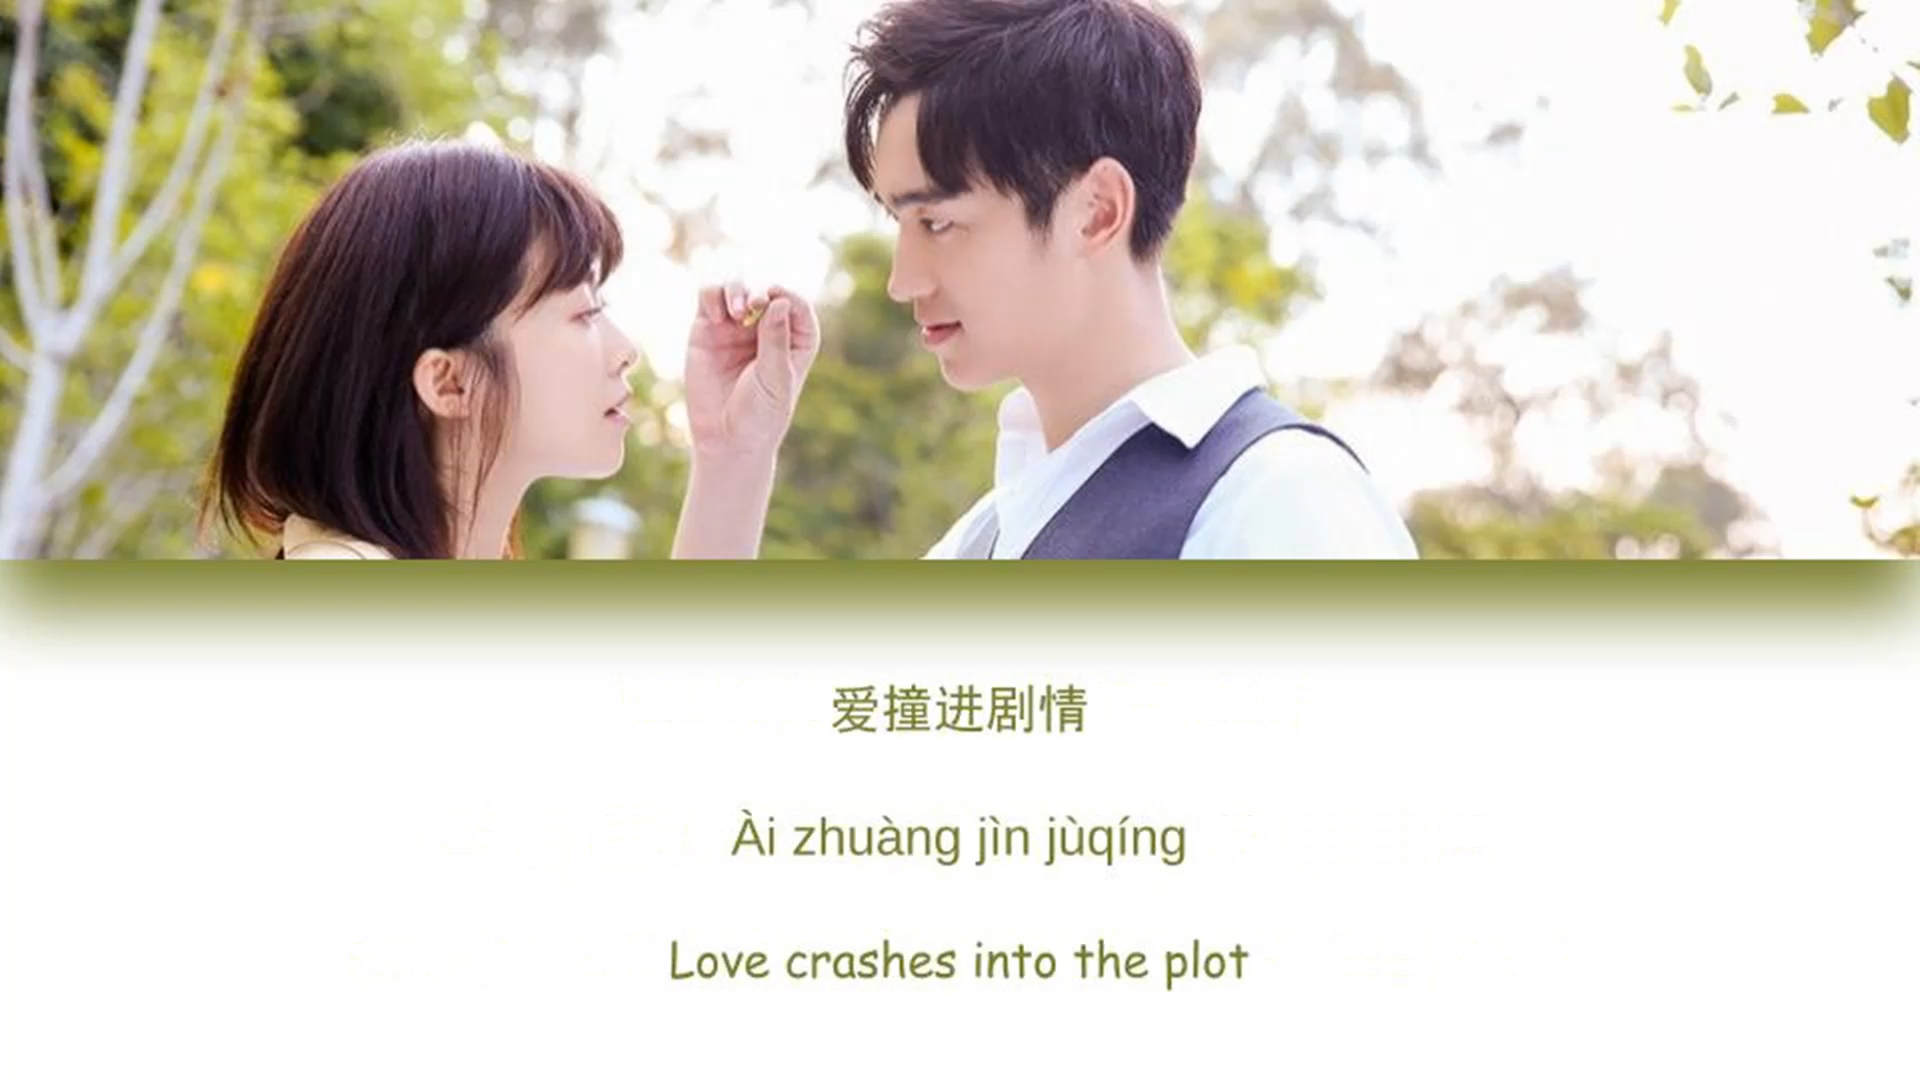 爱撞进剧情
Ài zhuàng jìn jùqíng
Love crashes into the plot